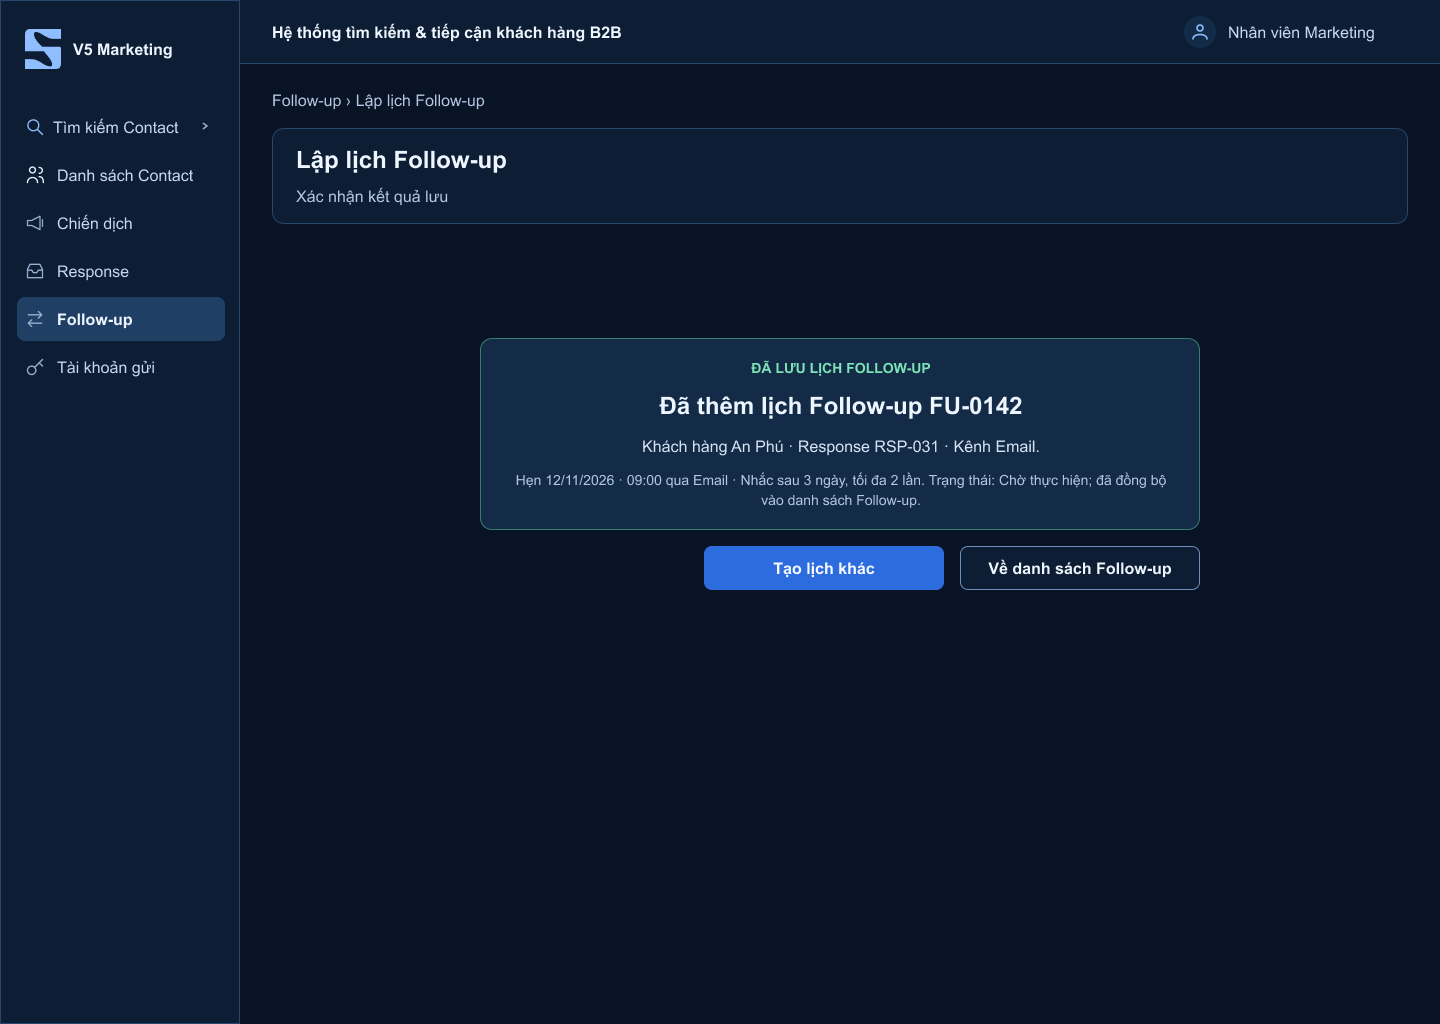 V5 Marketing
Hệ thống tìm kiếm & tiếp cận khách hàng B2B
Nhân viên Marketing
Tìm kiếm Contact
Danh sách Contact
Chiến dịch
Response
Follow-up
Tài khoản gửi
Follow-up › Lập lịch Follow-up
Lập lịch Follow-up
Xác nhận kết quả lưu
ĐÃ LƯU LỊCH FOLLOW-UP
Đã thêm lịch Follow-up FU-0142
Khách hàng An Phú · Response RSP-031 · Kênh Email.
Hẹn 12/11/2026 · 09:00 qua Email · Nhắc sau 3 ngày, tối đa 2 lần. Trạng thái: Chờ thực hiện; đã đồng bộ
vào danh sách Follow-up.
Tạo lịch khác
Về danh sách Follow-up